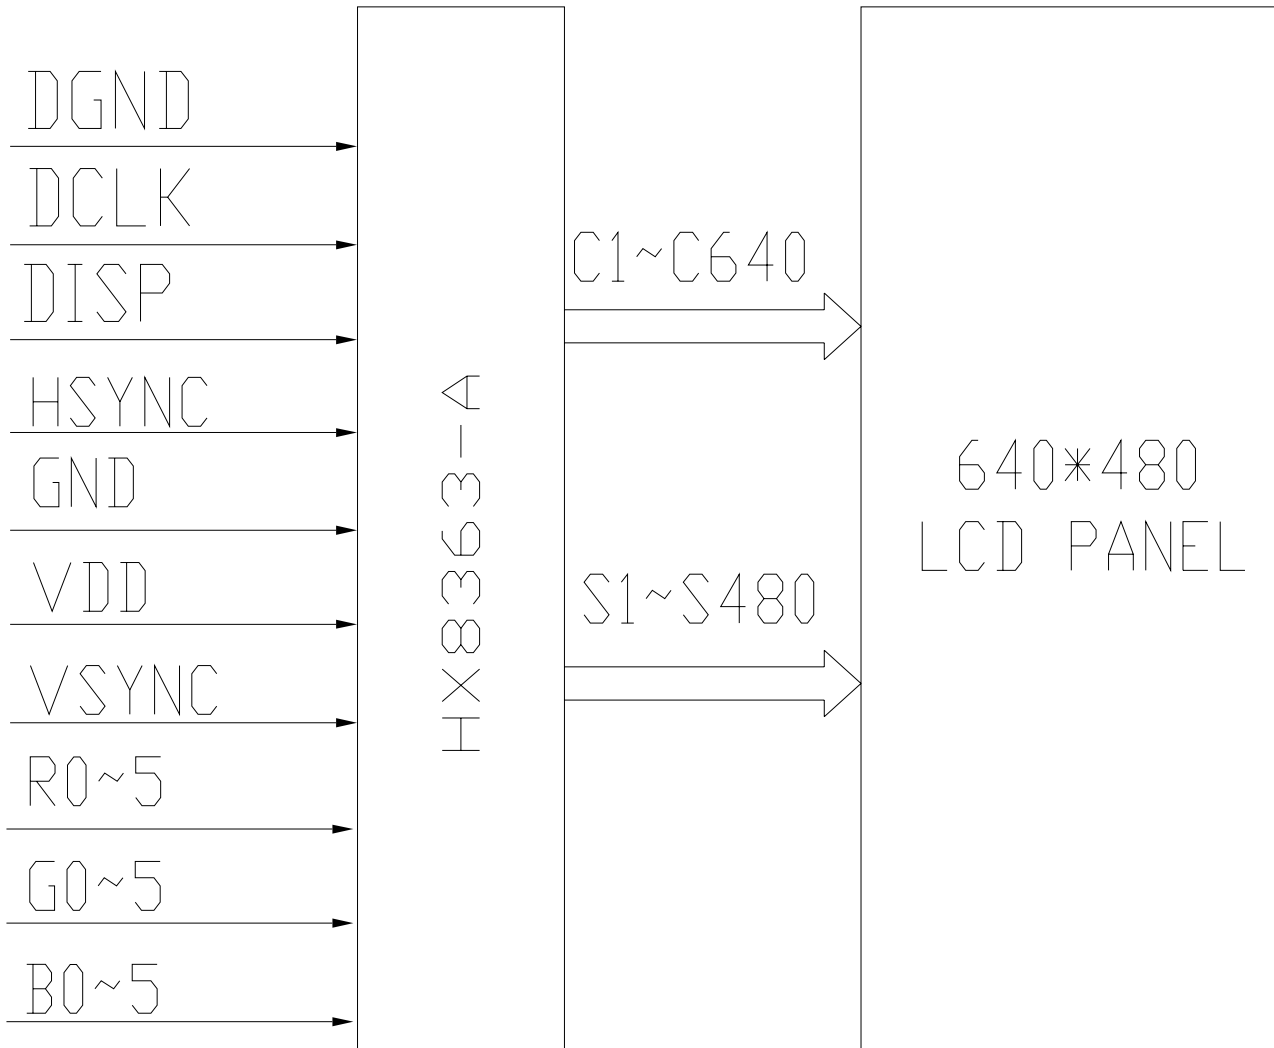 DGND
DCLK
DISP
HSYNC
GND
VDD
VSYNC
R0~5
G0~5
B0~5
HX8363-A
C1~C640
S1~S480
640*480
LCD PANEL